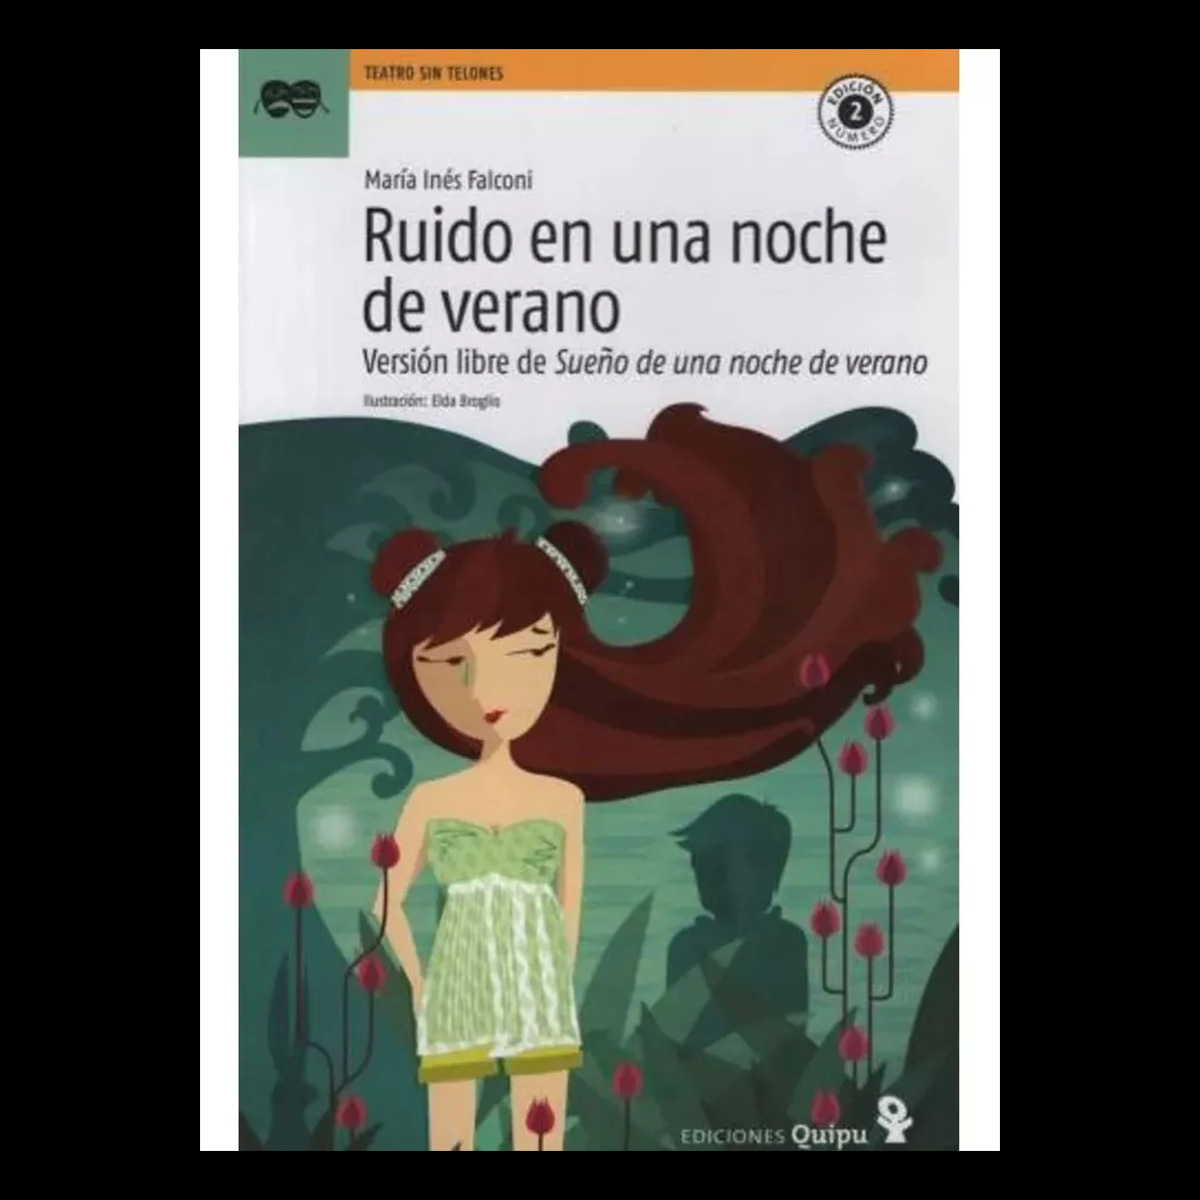 TEATRO SIN TELONES
EDICIÓN
2
NÚMERO
María Inés Falconi
Ruido en una noche
de verano
Versión libre de Sueño de una noche de verano
Ilustración: Elda Broglio
EDICIONES Quipu